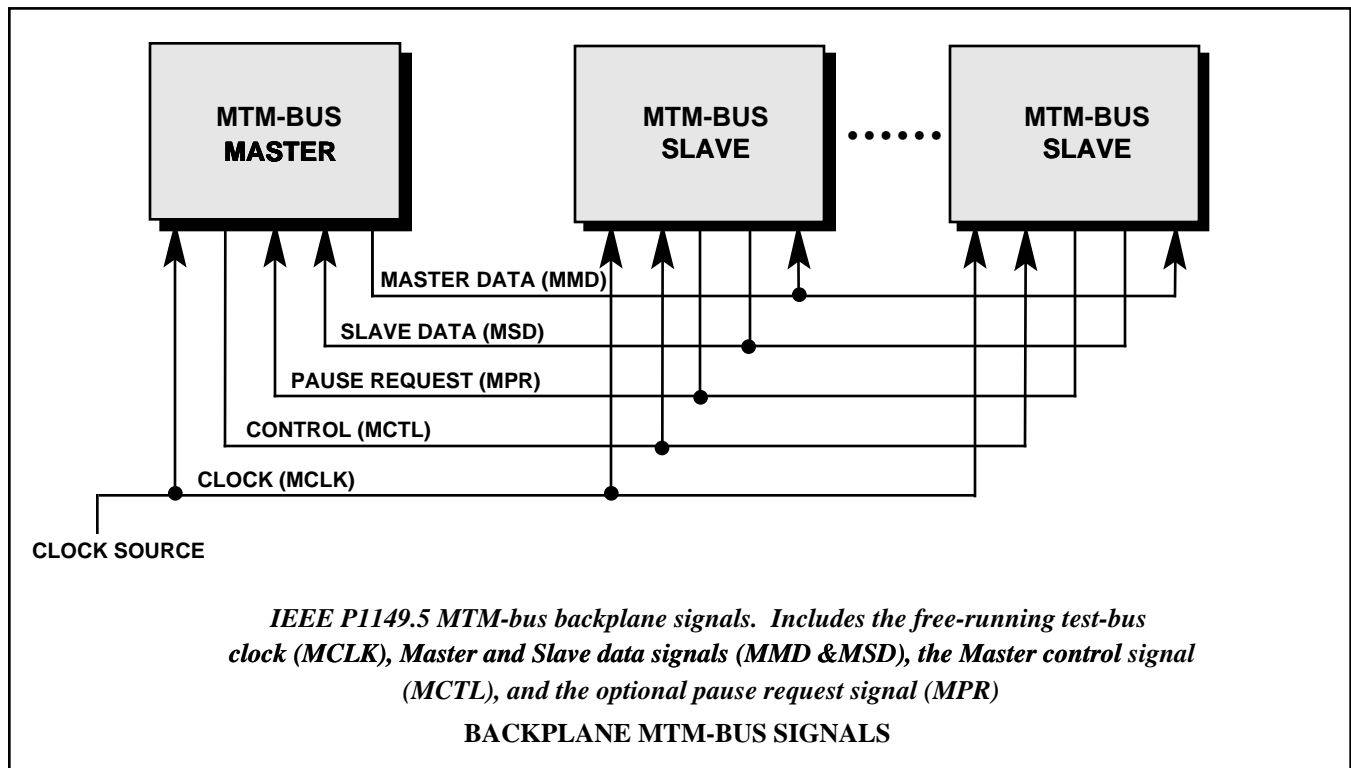 MTM-BUS
MASTER
MTM-BUS
SLAVE
MTM-BUS
SLAVE
MASTER DATA (MMD)
SLAVE DATA (MSD)
PAUSE REQUEST (MPR)
CONTROL (MCTL)
CLOCK (MCLK)
CLOCK SOURCE
IEEE P1149.5 MTM-bus backplane signals. Includes the free-running test-bus
clock (MCLK), Master and Slave data signals (MMD &MSD), the Master control signal
(MCTL), and the optional pause request signal (MPR)
BACKPLANE MTM-BUS SIGNALS